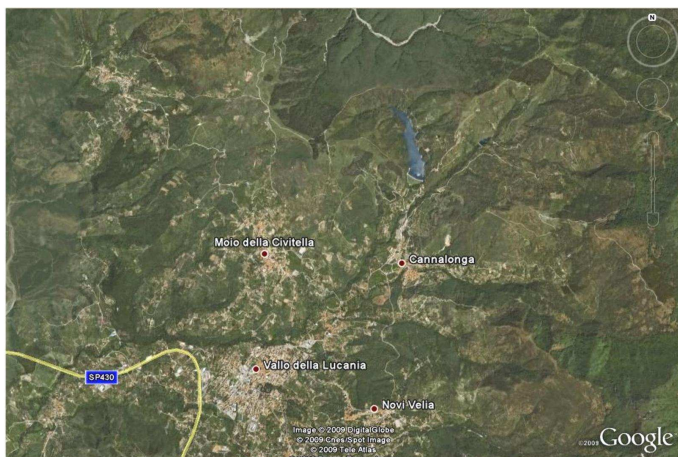 N
Moio della Civitella
Cannalonga
SP430
Vallo della Lucania
Novi Velia
Image © 2009 DigitalGlobe
© 2009 Cnes/Spot Image
© 2009 Tele Atlas
©2009 Google